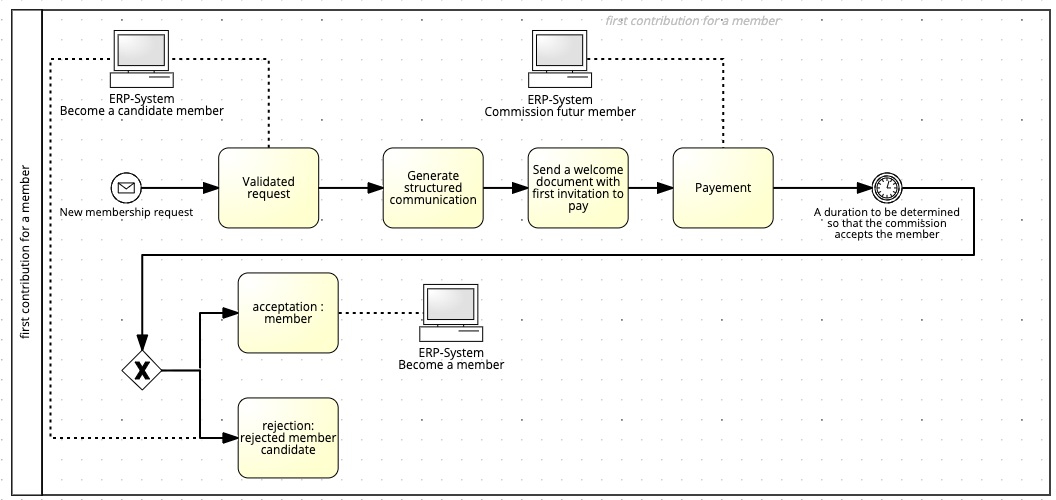 first contribution for a member
first contribution for a member
ERP-System
Become a candidate member
ERP-System
Commission futur member
New membership request
Validated
request
Generate
structured
communication
Send a welcome
document with
first invitation to
pay
Payement
A duration to be determined
so that the commission
accepts the member
acceptation :
member
ERP-System
Become a member
X
rejection:
rejected member
candidate